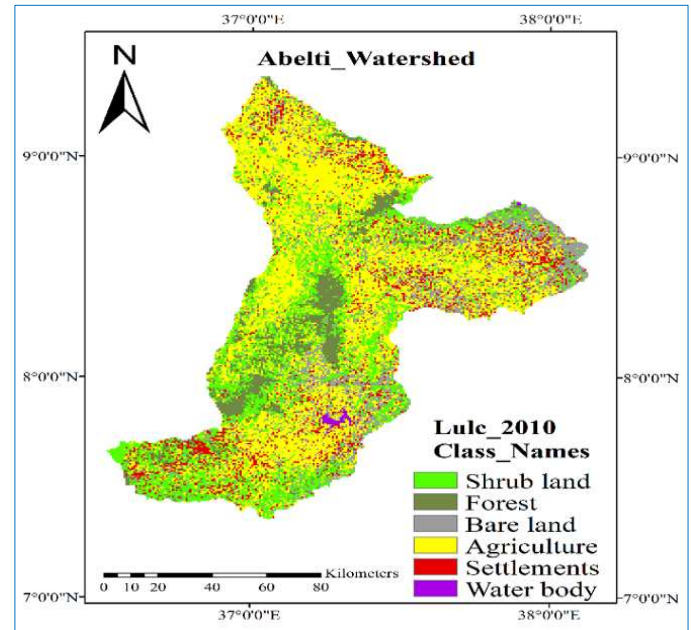 37°0'0"E 38°0'0"E
N
Abelti_Watershed
9°0'0"N 9°0'0"N
8°0'0"N 8°0'0"N
Lulc_2010
Class_Names
Shrub land
Forest
Bare land
Agriculture
Settlements
Water body
Kilometers
0 10 20 40 60 80
7°0'0"N 7°0'0"N
37°0'0"E 38°0'0"E